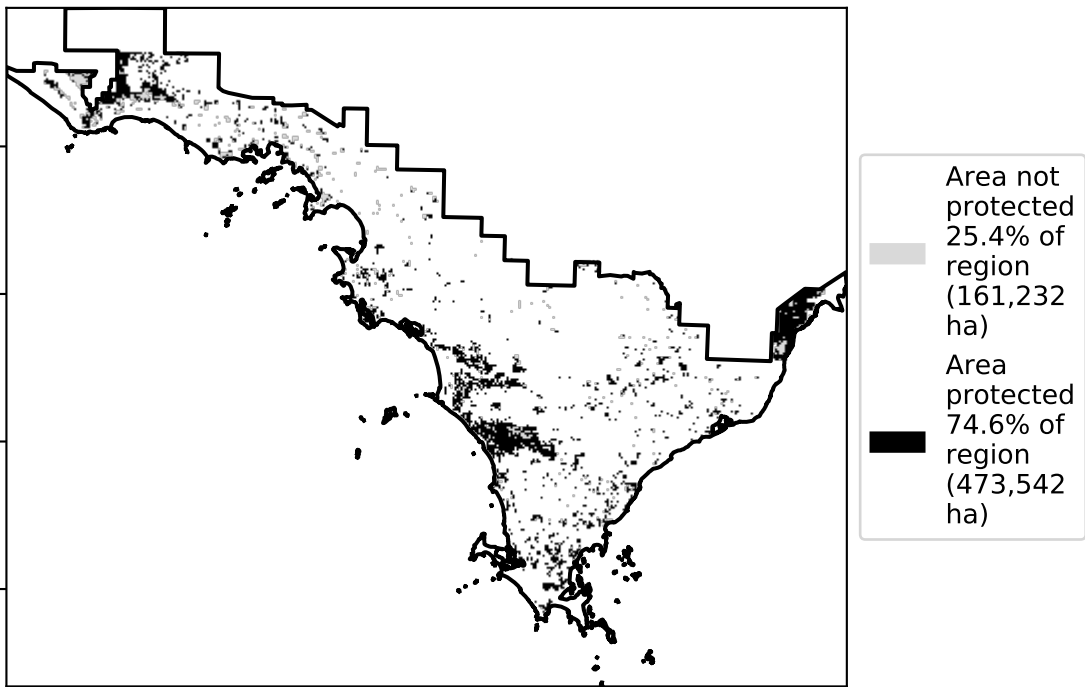 Area not
protected
25.4% of
region
(161,232
ha)
Area
protected
74.6% of
region
(473,542
ha)